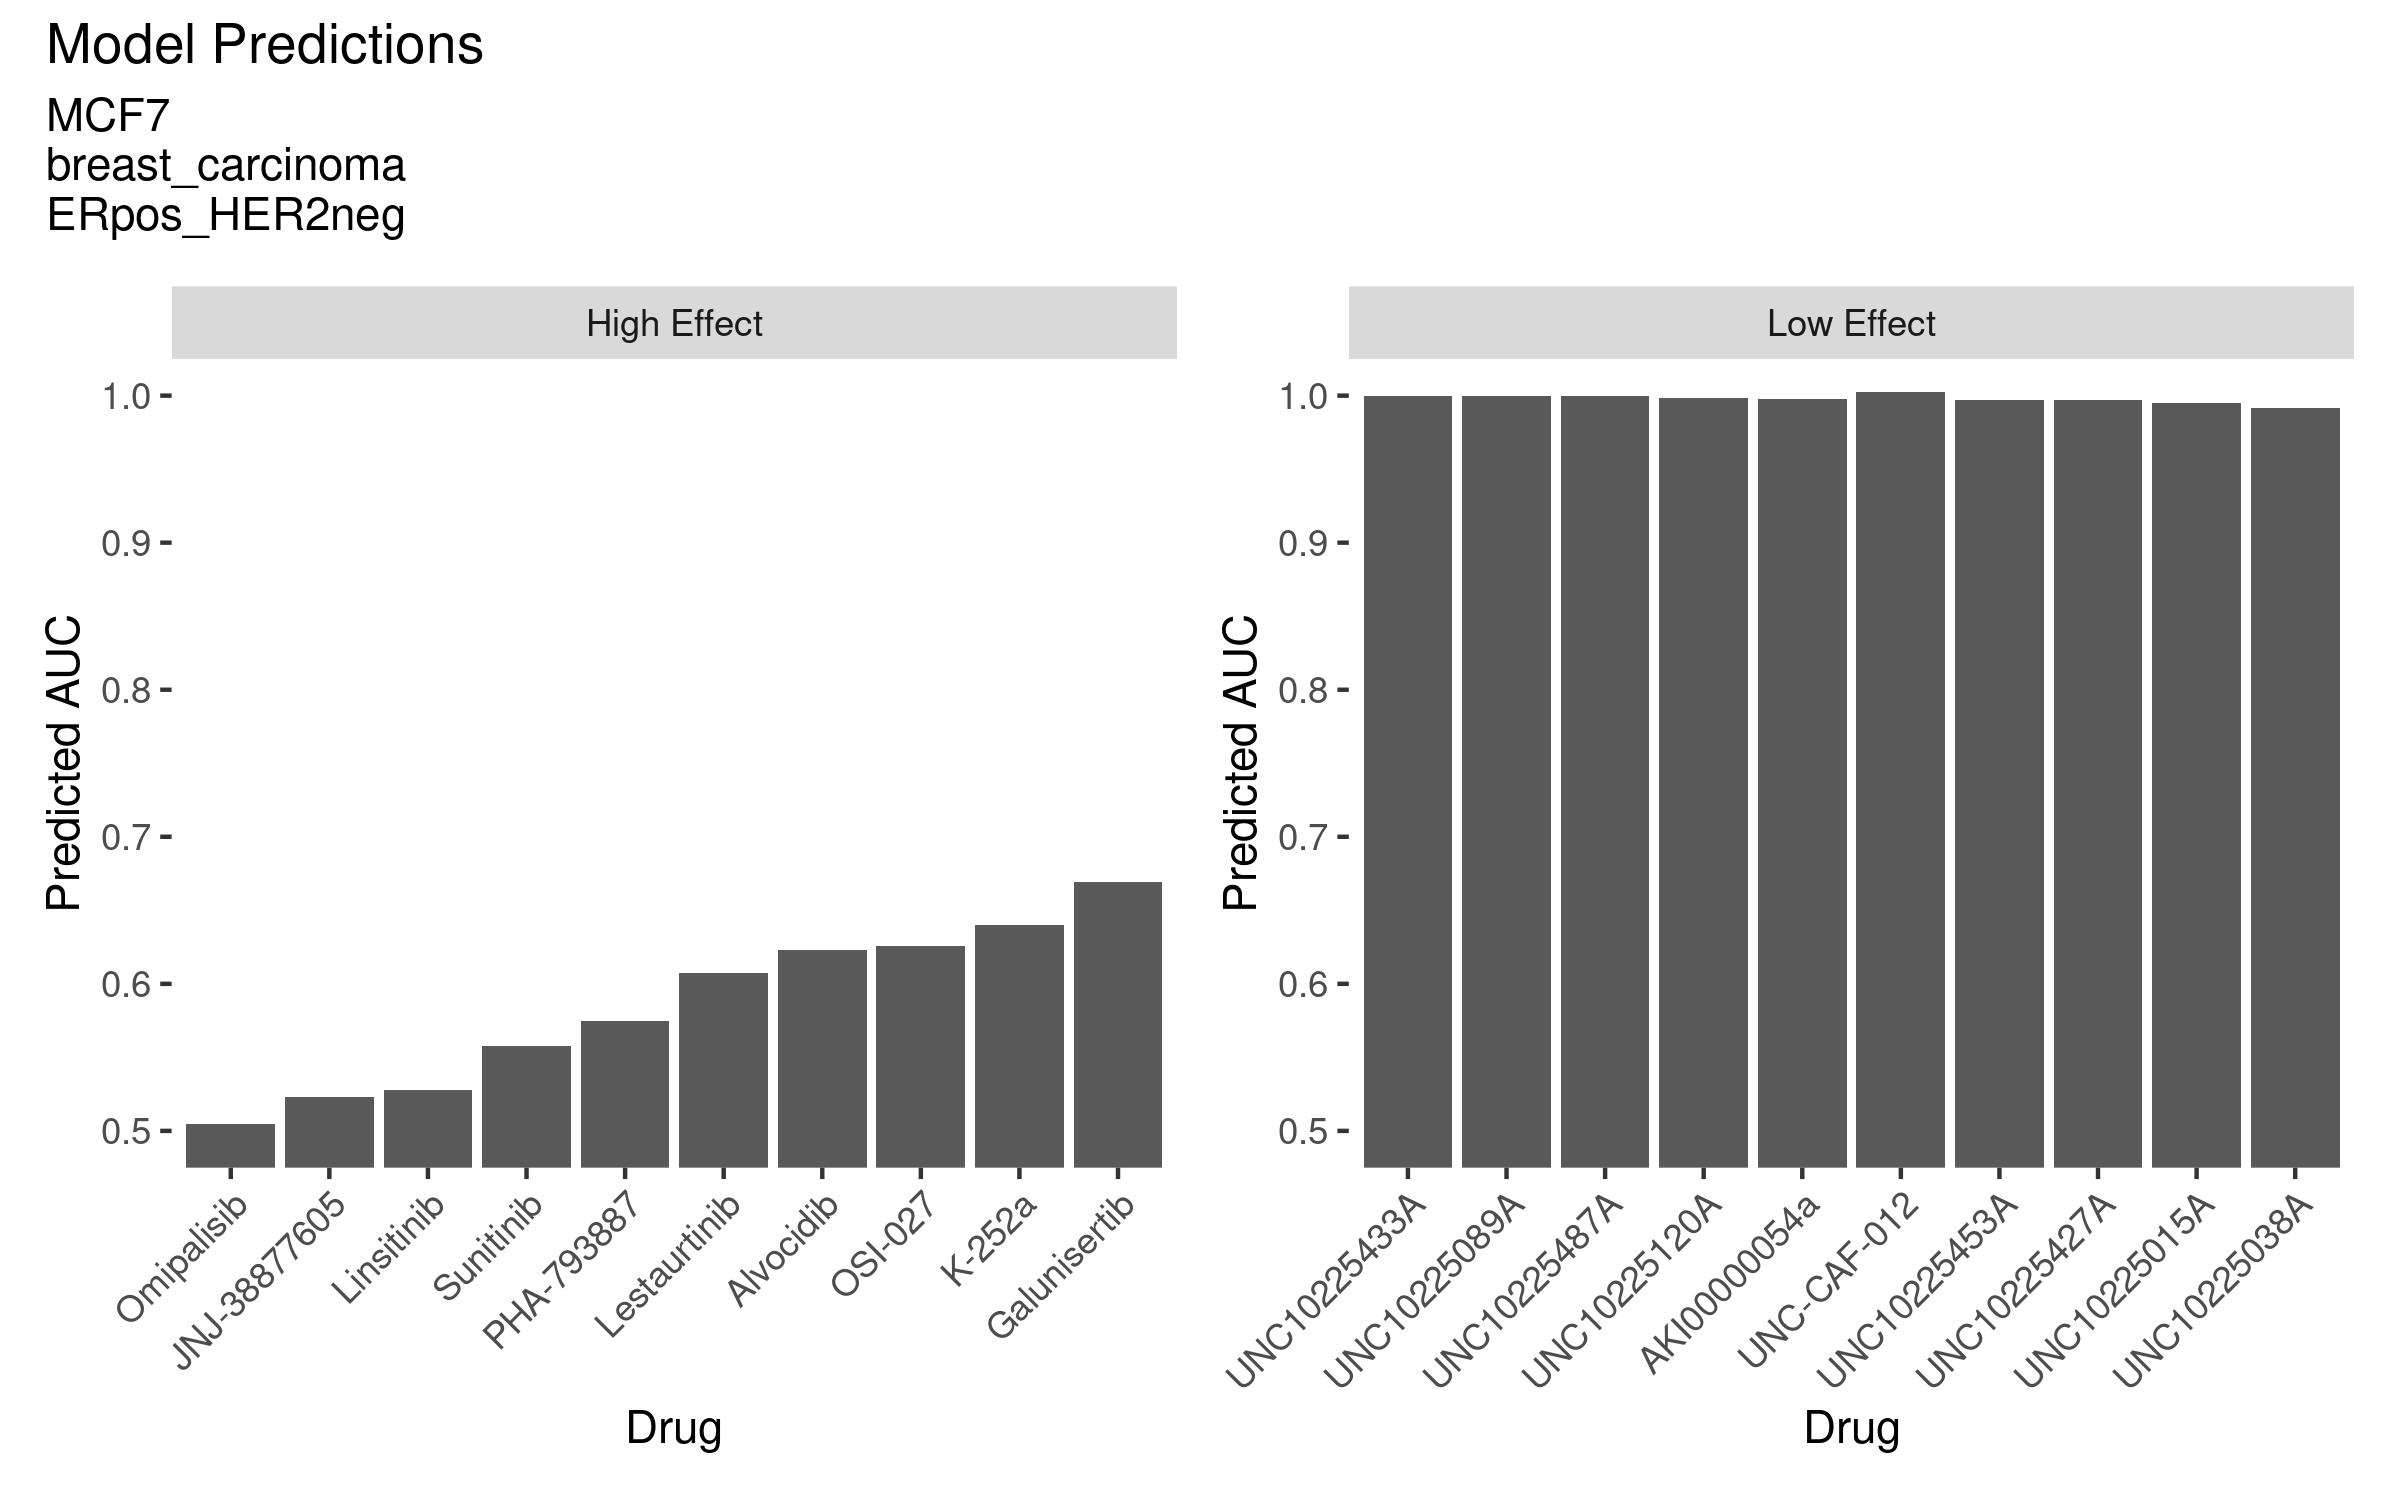 Model Predictions
MCF7
breast_carcinoma
ERpos_HER2neg
High Effect
Predicted AUC
1.0
0.9
0.8
0.7
0.6
0.5
Omipalisib
JNJ-38877605
Linsitinib
Sunitinib
PHA-793887
Lestaurtinib
Alvocidib
OSI-027
K-252a
Galunisertib
Drug
Low Effect
Predicted AUC
1.0
0.9
0.8
0.7
0.6
0.5
UNC10225433A
UNC10225089A
UNC10225487A
UNC10225120A
AKI00000054a
UNC-CAF-012
UNC10225453A
UNC10225427A
UNC10225015A
UNC10225038A
Drug